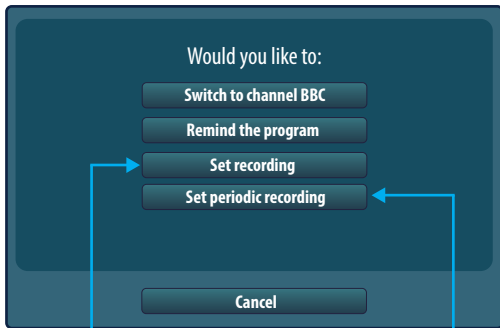 Would you like to:
Switch to channel BBC
Remind the program
Set recording
Set periodic recording
Cancel